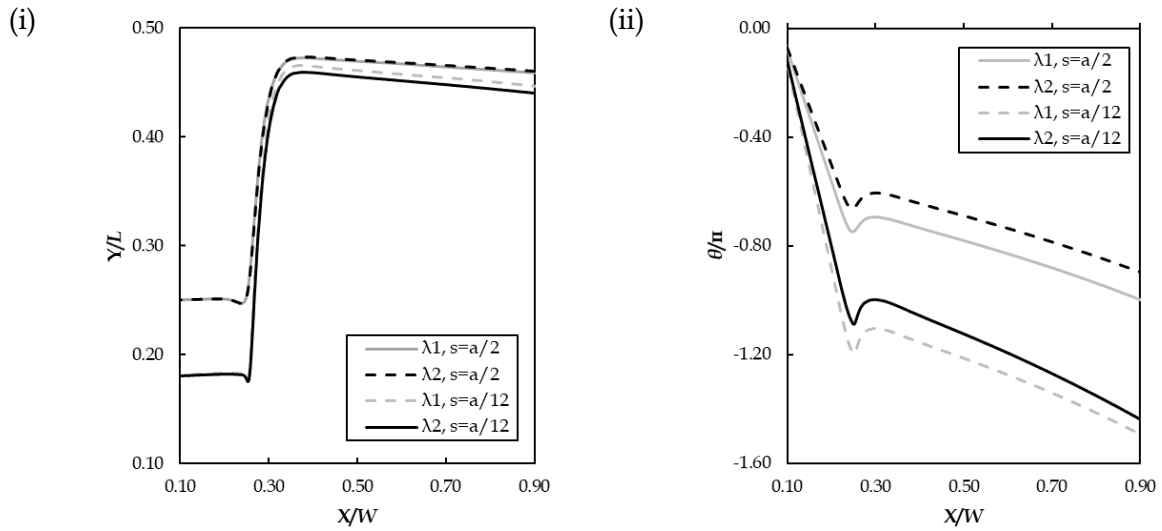 (i)
0.50
0.40
0.30
0.20
0.10
Y/L
λ1, s=a/2
λ2, s=a/2
λ1, s=a/12
λ2, s=a/12
0.10 0.30 0.50 0.70 0.90
X/W
(ii)
0.00
-0.40
-0.80
-1.20
-1.60
θ/π
λ1, s=a/2
λ2, s=a/2
λ1, s=a/12
λ2, s=a/12
0.10 0.30 0.50 0.70 0.90
X/W